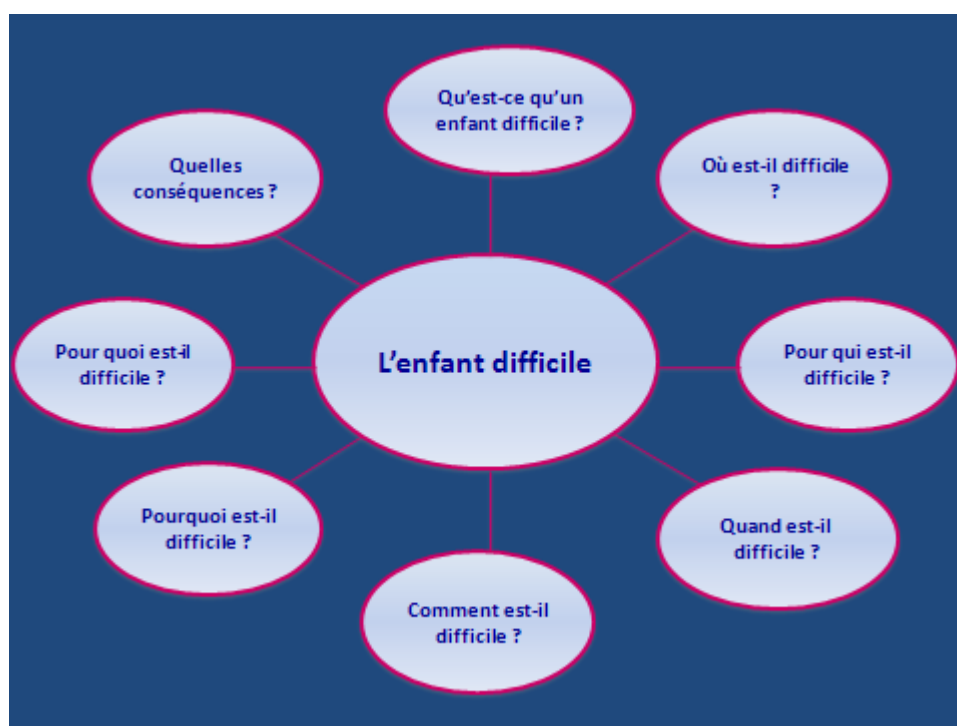 Qu'est-ce qu'un
enfant difficile ?
Où est-il difficile
?
Pour qui est-il
difficile ?
Quand est-il
difficile ?
Comment est-il
difficile ?
Pourquoi est-il
difficile ?
Pour quoi est-il
difficile ?
Quelles
conséquences ?
L'enfant difficile